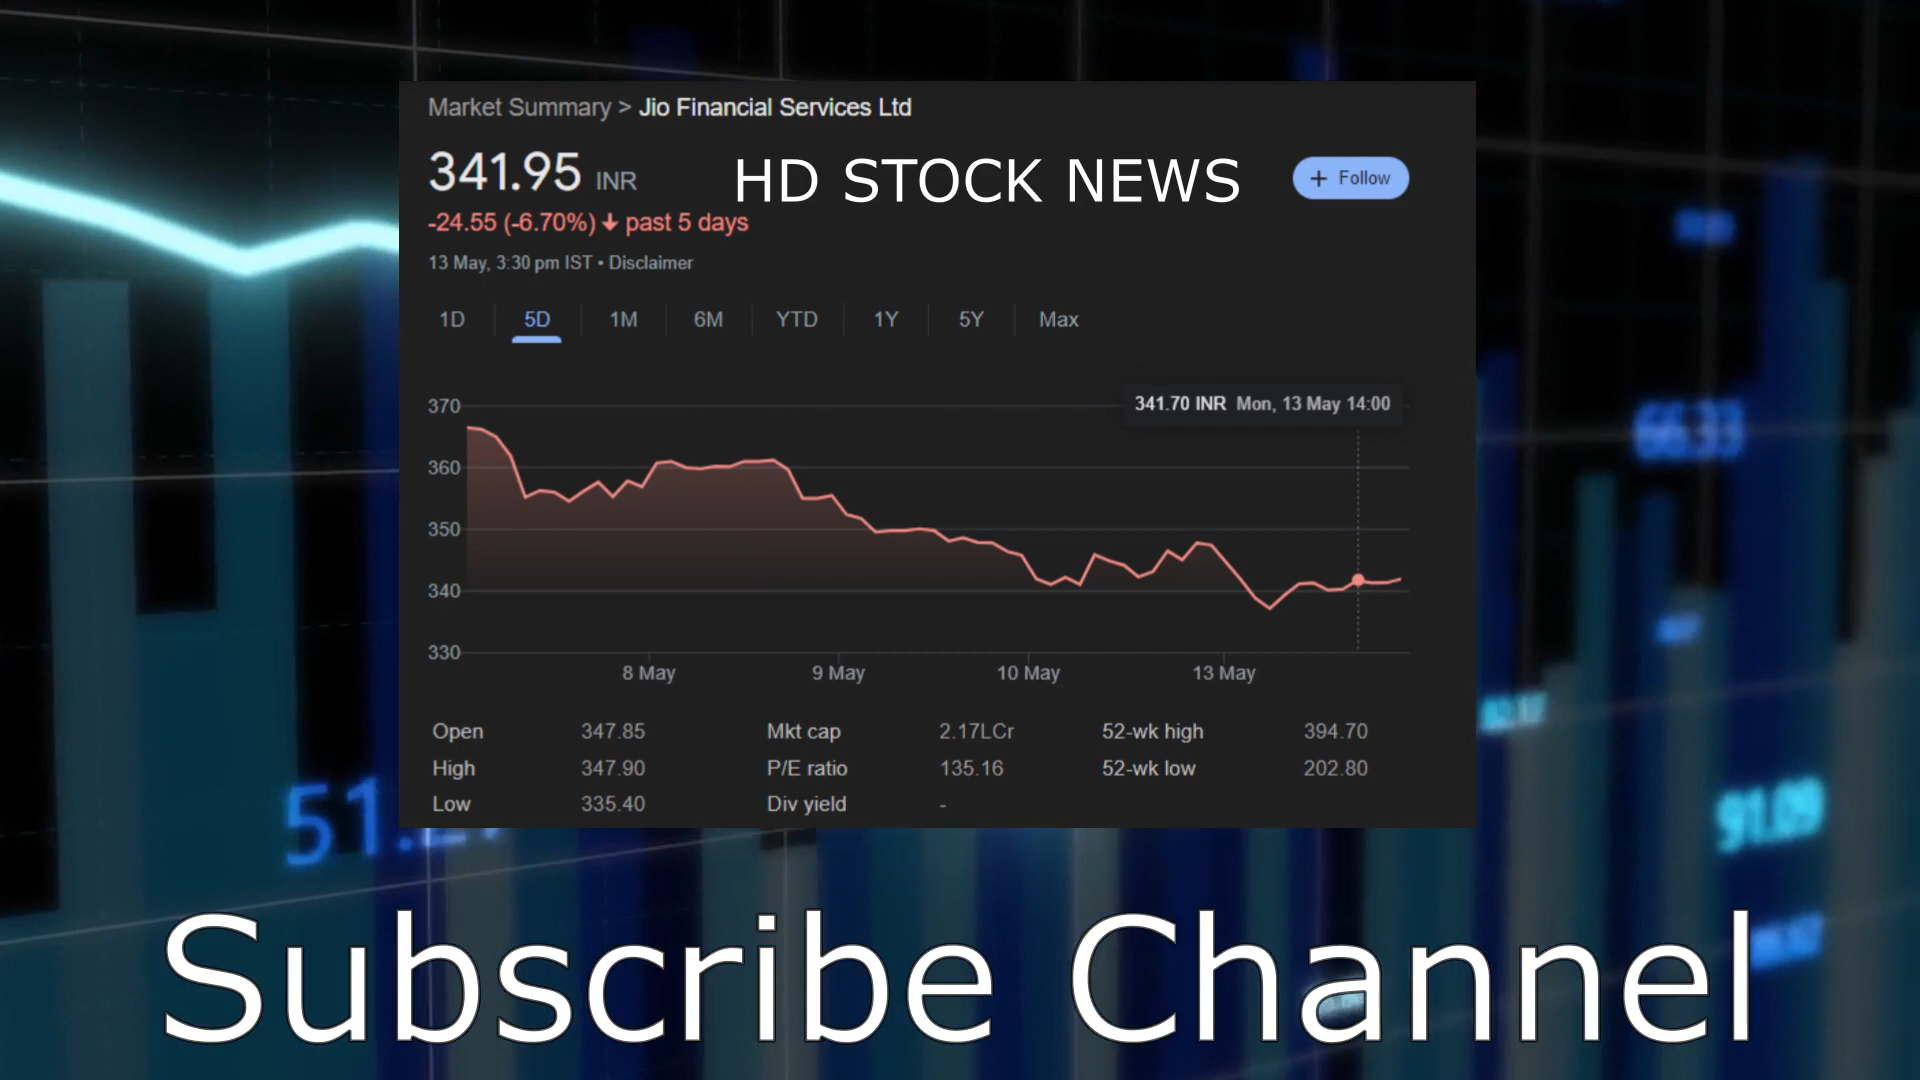 Market Summary > Jio Financial Services Ltd
341.95 INR
HD STOCK NEWS
+ Follow
-24.55 (-6.70%) ↓ past 5 days
13 May, 3:30 pm IST • Disclaimer
1D 5D 1M 6M YTD 1Y 5Y Max
341.70 INR Mon, 13 May 14:00
370
360
350
340
330
8 May 9 May 10 May 13 May
Open 347.85 Mkt cap 2.17LCr 52-wk high 394.70
High 347.90 P/E ratio 135.16 52-wk low 202.80
Low 335.40 Div yield -
6633
91.09
Subscribe Channel